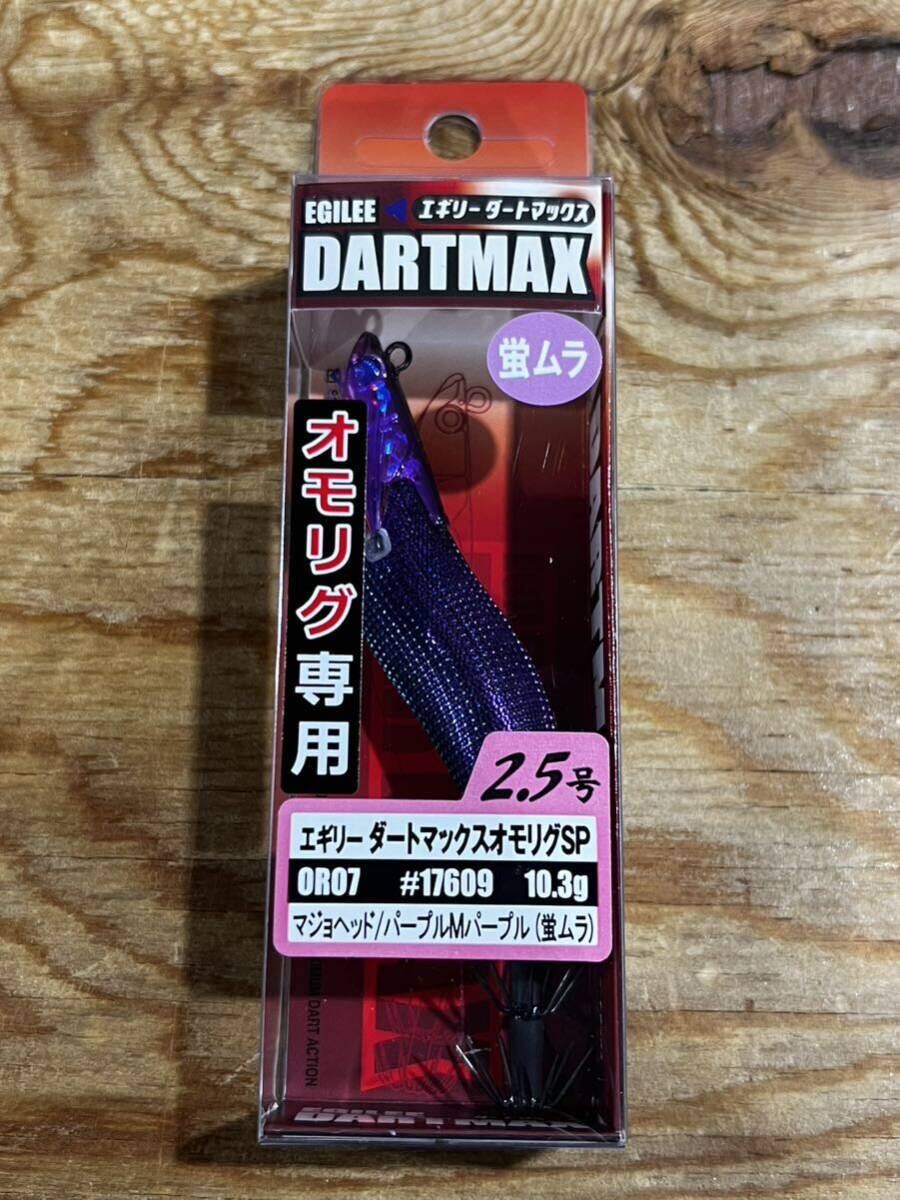 EGILEE エギリー ダートマックス
DARTMAX
蛍ムラ
オモリグ専用
2.5号
エギリー ダートマックスオモリグSP
OR07 #17609 10.3g
マジョヘッド/パープルMパープル(蛍ムラ)
DART ACTION